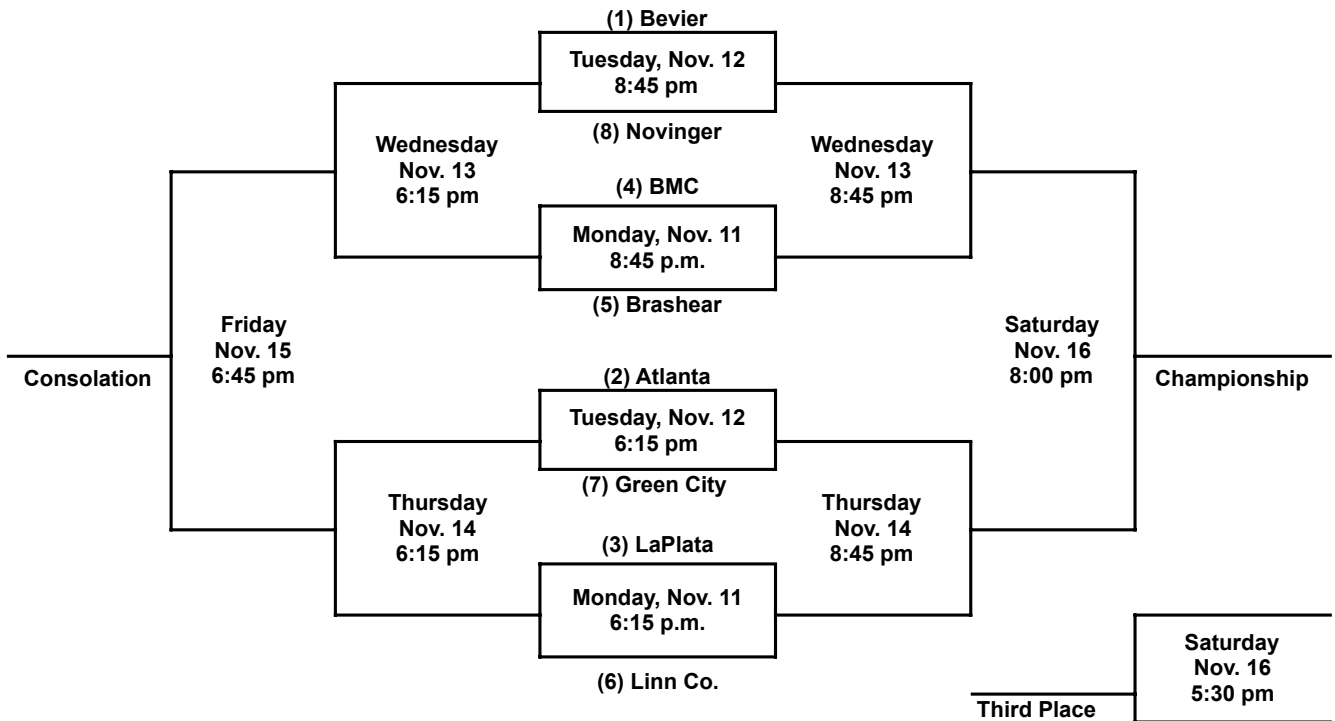 (1) Bevier
Tuesday, Nov. 12
8:45 pm
(8) Novinger
Wednesday
Nov. 13
6:15 pm
Wednesday
Nov. 13
8:45 pm
(4) BMC
Monday, Nov. 11
8:45 p.m.
(5) Brashear
Friday
Nov. 15
6:45 pm
Consolation
Saturday
Nov. 16
8:00 pm
Championship
(2) Atlanta
Tuesday, Nov. 12
6:15 pm
(7) Green City
Thursday
Nov. 14
6:15 pm
Thursday
Nov. 14
8:45 pm
(3) LaPlata
Monday, Nov. 11
6:15 p.m.
(6) Linn Co.
Saturday
Nov. 16
5:30 pm
Third Place